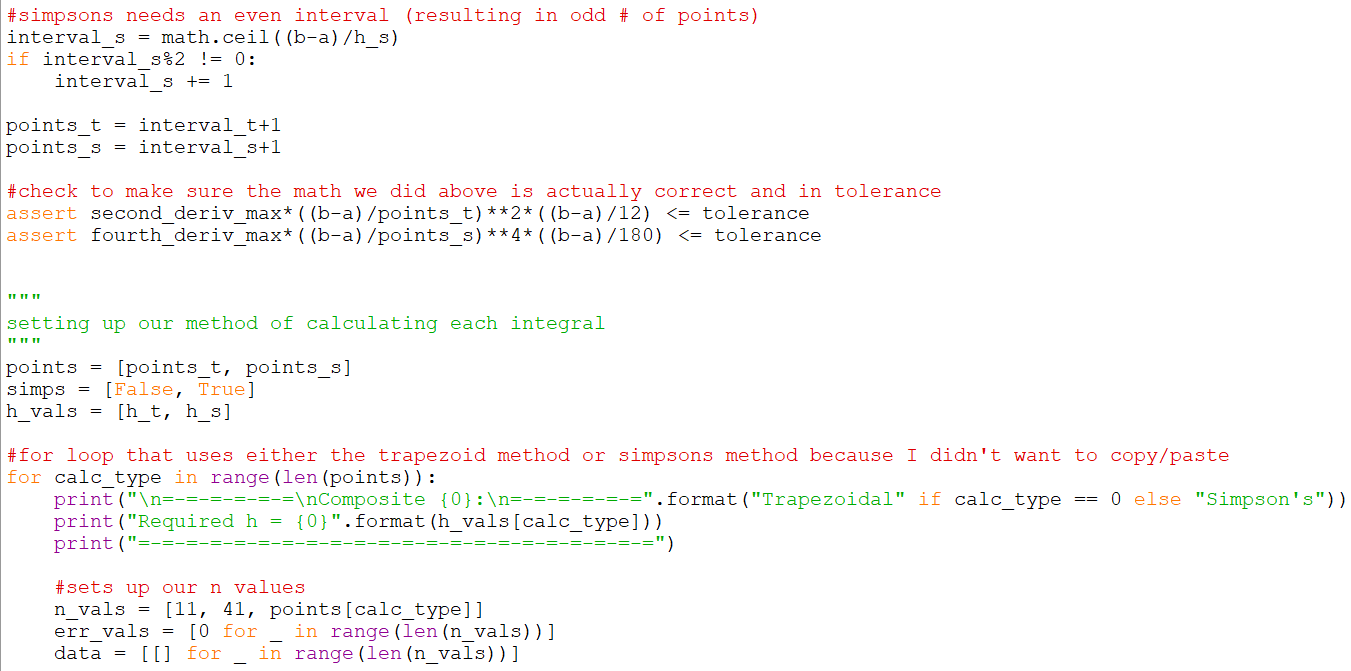 #simpsons needs an even interval (resulting in odd # of points)
interval_s = math.ceil((b-a)/h_s)
if interval_s%2 != 0:
    interval_s += 1

points_t = interval_t+1
points_s = interval_s+1

#check to make sure the math we did above is actually correct and in tolerance
assert second_deriv_max*((b-a)/points_t)**2*((b-a)/12) <= tolerance
assert fourth_deriv_max*((b-a)/points_s)**4*((b-a)/180) <= tolerance


"""
setting up our method of calculating each integral
"""
points = [points_t, points_s]
simps = [False, True]
h_vals = [h_t, h_s]

#for loop that uses either the trapezoid method or simpsons method because I didn't want to copy/paste
for calc_type in range(len(points)):
    print("\n=-=-=-=-=-=\nComposite {0}:\n=-=-=-=-=-=".format("Trapezoidal" if calc_type == 0 else "Simpson's"))
    print("Required h = {0}".format(h_vals[calc_type]))
    print("=-=-=-=-=-=-=-=-=-=-=-=-=-=-=-=-=-=-=-=-=-=")

    #sets up our n values
    n_vals = [11, 41, points[calc_type]]
    err_vals = [0 for _ in range(len(n_vals))]
    data = [[] for _ in range(len(n_vals))]